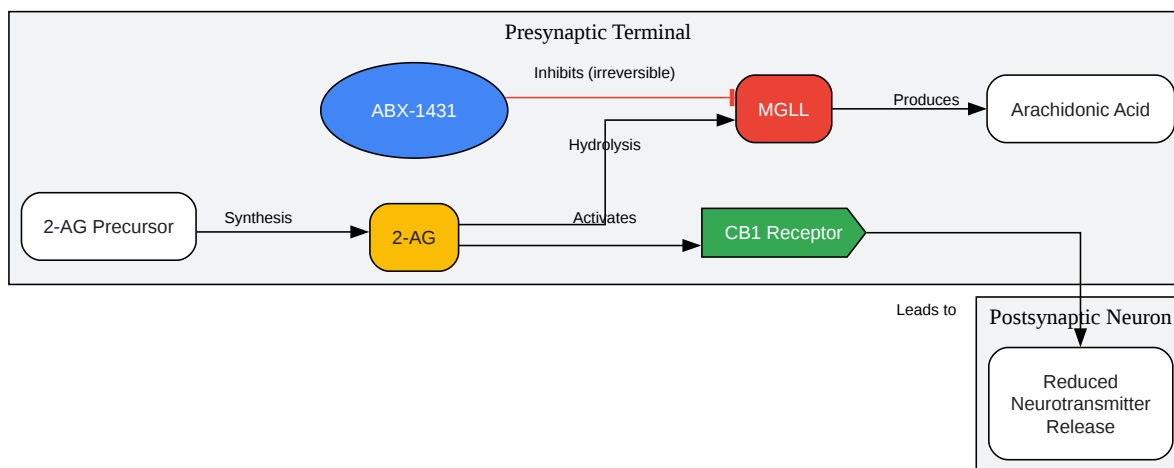 Presynaptic Terminal
Inhibits (irreversible)
ABX-1431
MGLL
Produces
Arachidonic Acid
Hydrolysis
2-AG Precursor
Synthesis
2-AG
Activates
CB1 Receptor
Leads to
Postsynaptic Neuron
Reduced
Neurotransmitter
Release